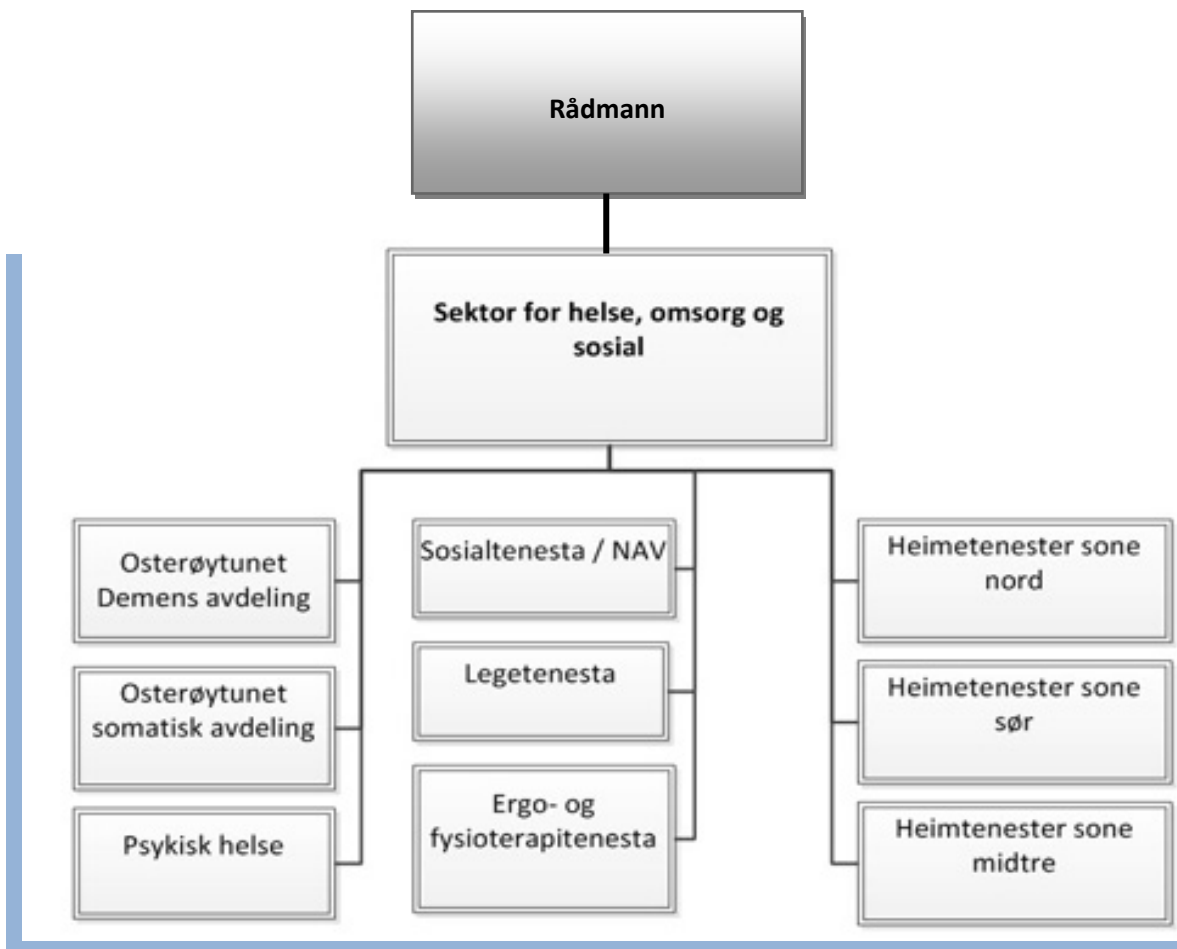 Rådmann
Sektor for helse, omsorg og
sosial
Osterøytunet
Demens avdeling
Osterøytunet
somatisk avdeling
Psykisk helse
Sosialtenesta / NAV
Legetenesta
Ergo- og
fysioterapitenesta
Heimetenester sone
nord
Heimetenester sone
sør
Heimtenester sone
midtre